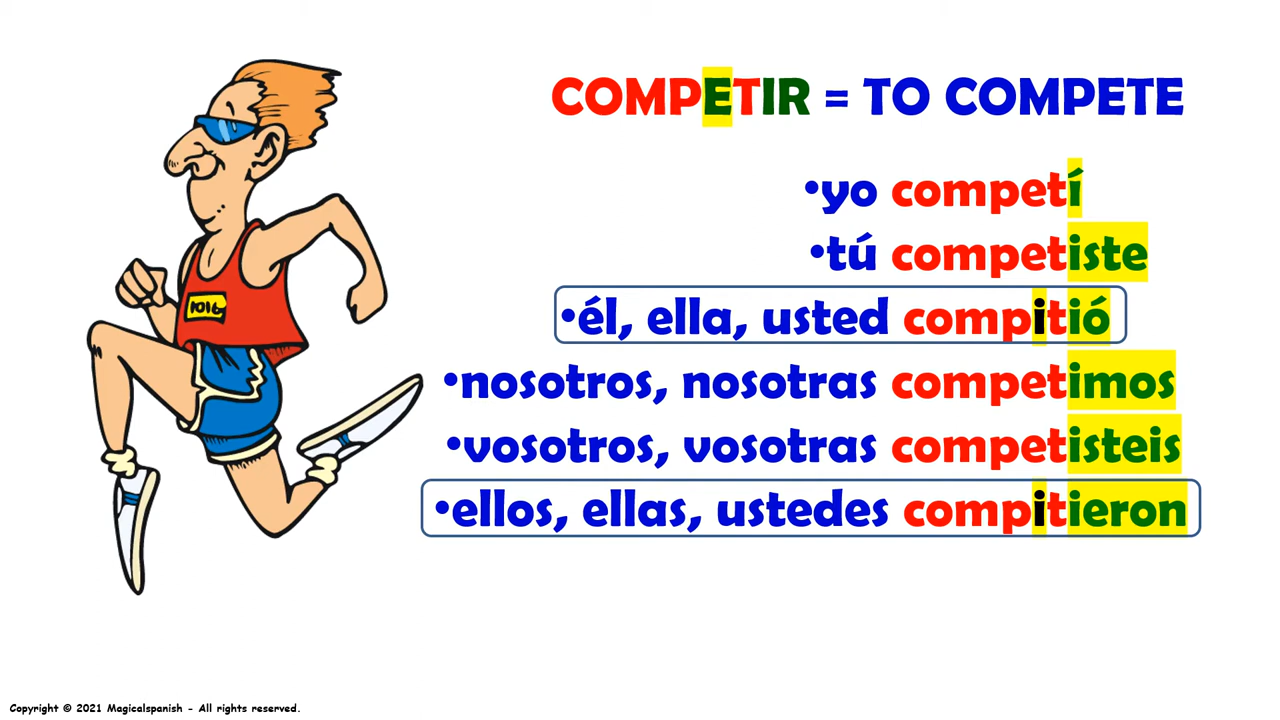 COMPETIR = TO COMPETE
•yo competí
•tú competiste
•él, ella, usted compitió
•nosotros, nosotras competimos
•vosotros, vosotras competisteis
•ellos, ellas, ustedes compitieron
1016
Copyright © 2021 Magicalspanish - All rights reserved.